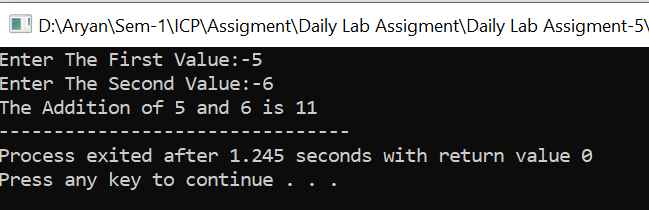 D:\Aryan\Sem-1\ICP\Assigment\Daily Lab Assigment\Daily Lab Assigment-5\
Enter The First Value:-5
Enter The Second Value:-6
The Addition of 5 and 6 is 11
--------------------------------
Process exited after 1.245 seconds with return value 0
Press any key to continue . . .